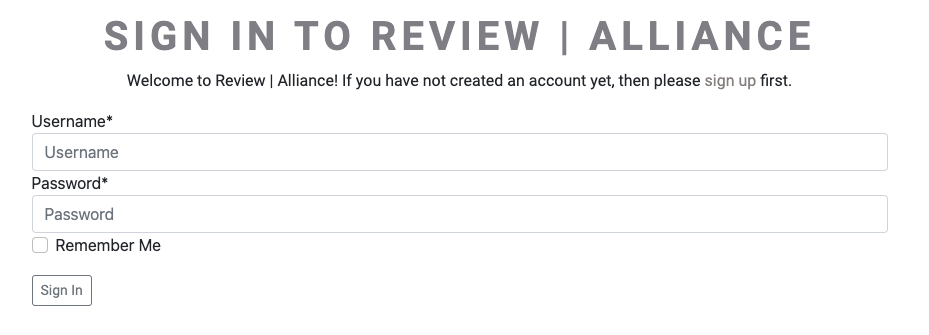 SIGN IN TO REVIEW | ALLIANCE
Welcome to Review | Alliance! If you have not created an account yet, then please sign up first.
Username*
Username
Password*
Password
Remember Me
Sign In